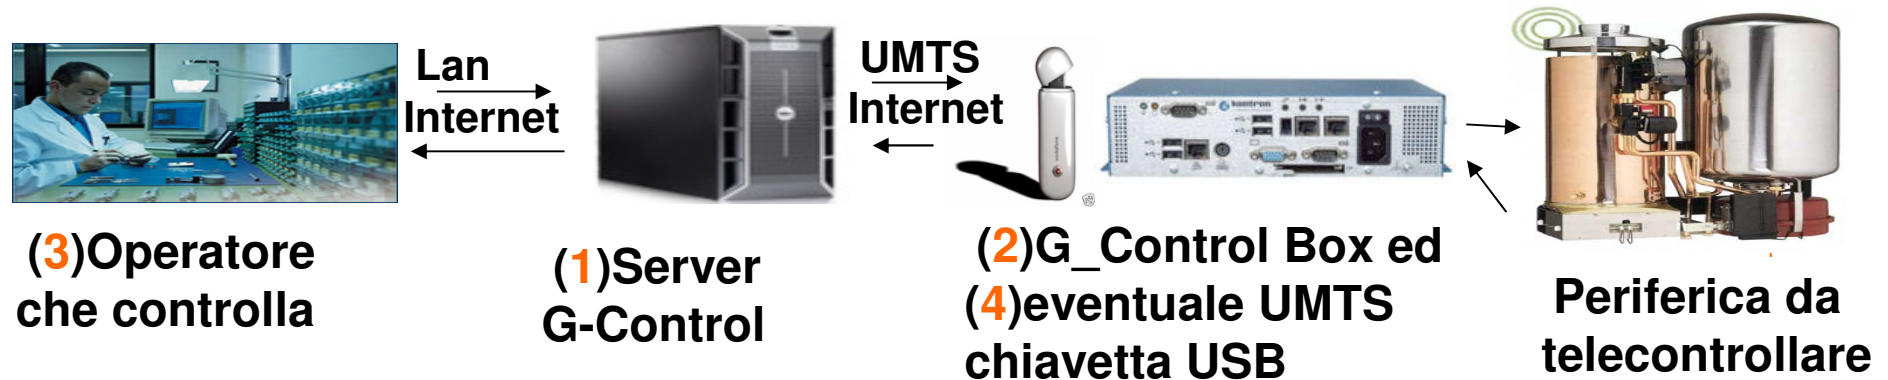 Lan
Internet
UMTS
Internet
kontron
(3)Operatore
che controlla
(1)Server
G-Control
(2)G_Control Box ed
(4)eventuale UMTS
chiavetta USB
Periferica da
telecontrollare